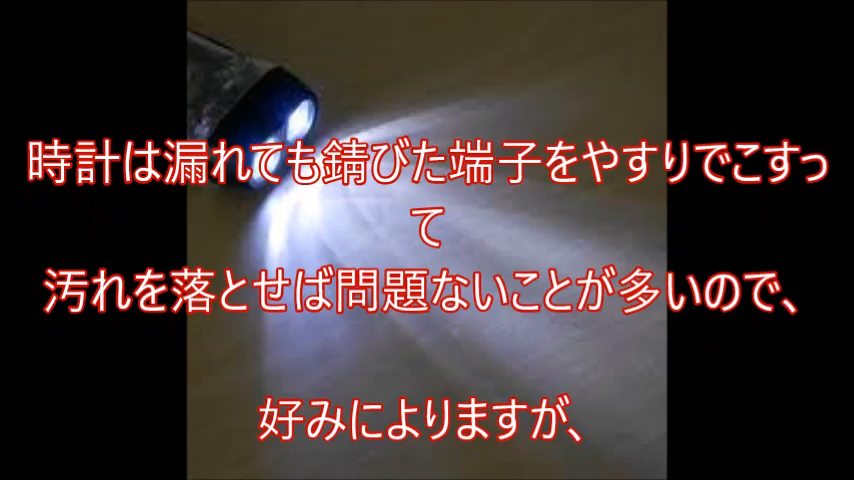 時計は漏れても錆びた端子をやすりでこすっ
て
汚れを落とせば問題ないことが多いので、
好みによりますが、